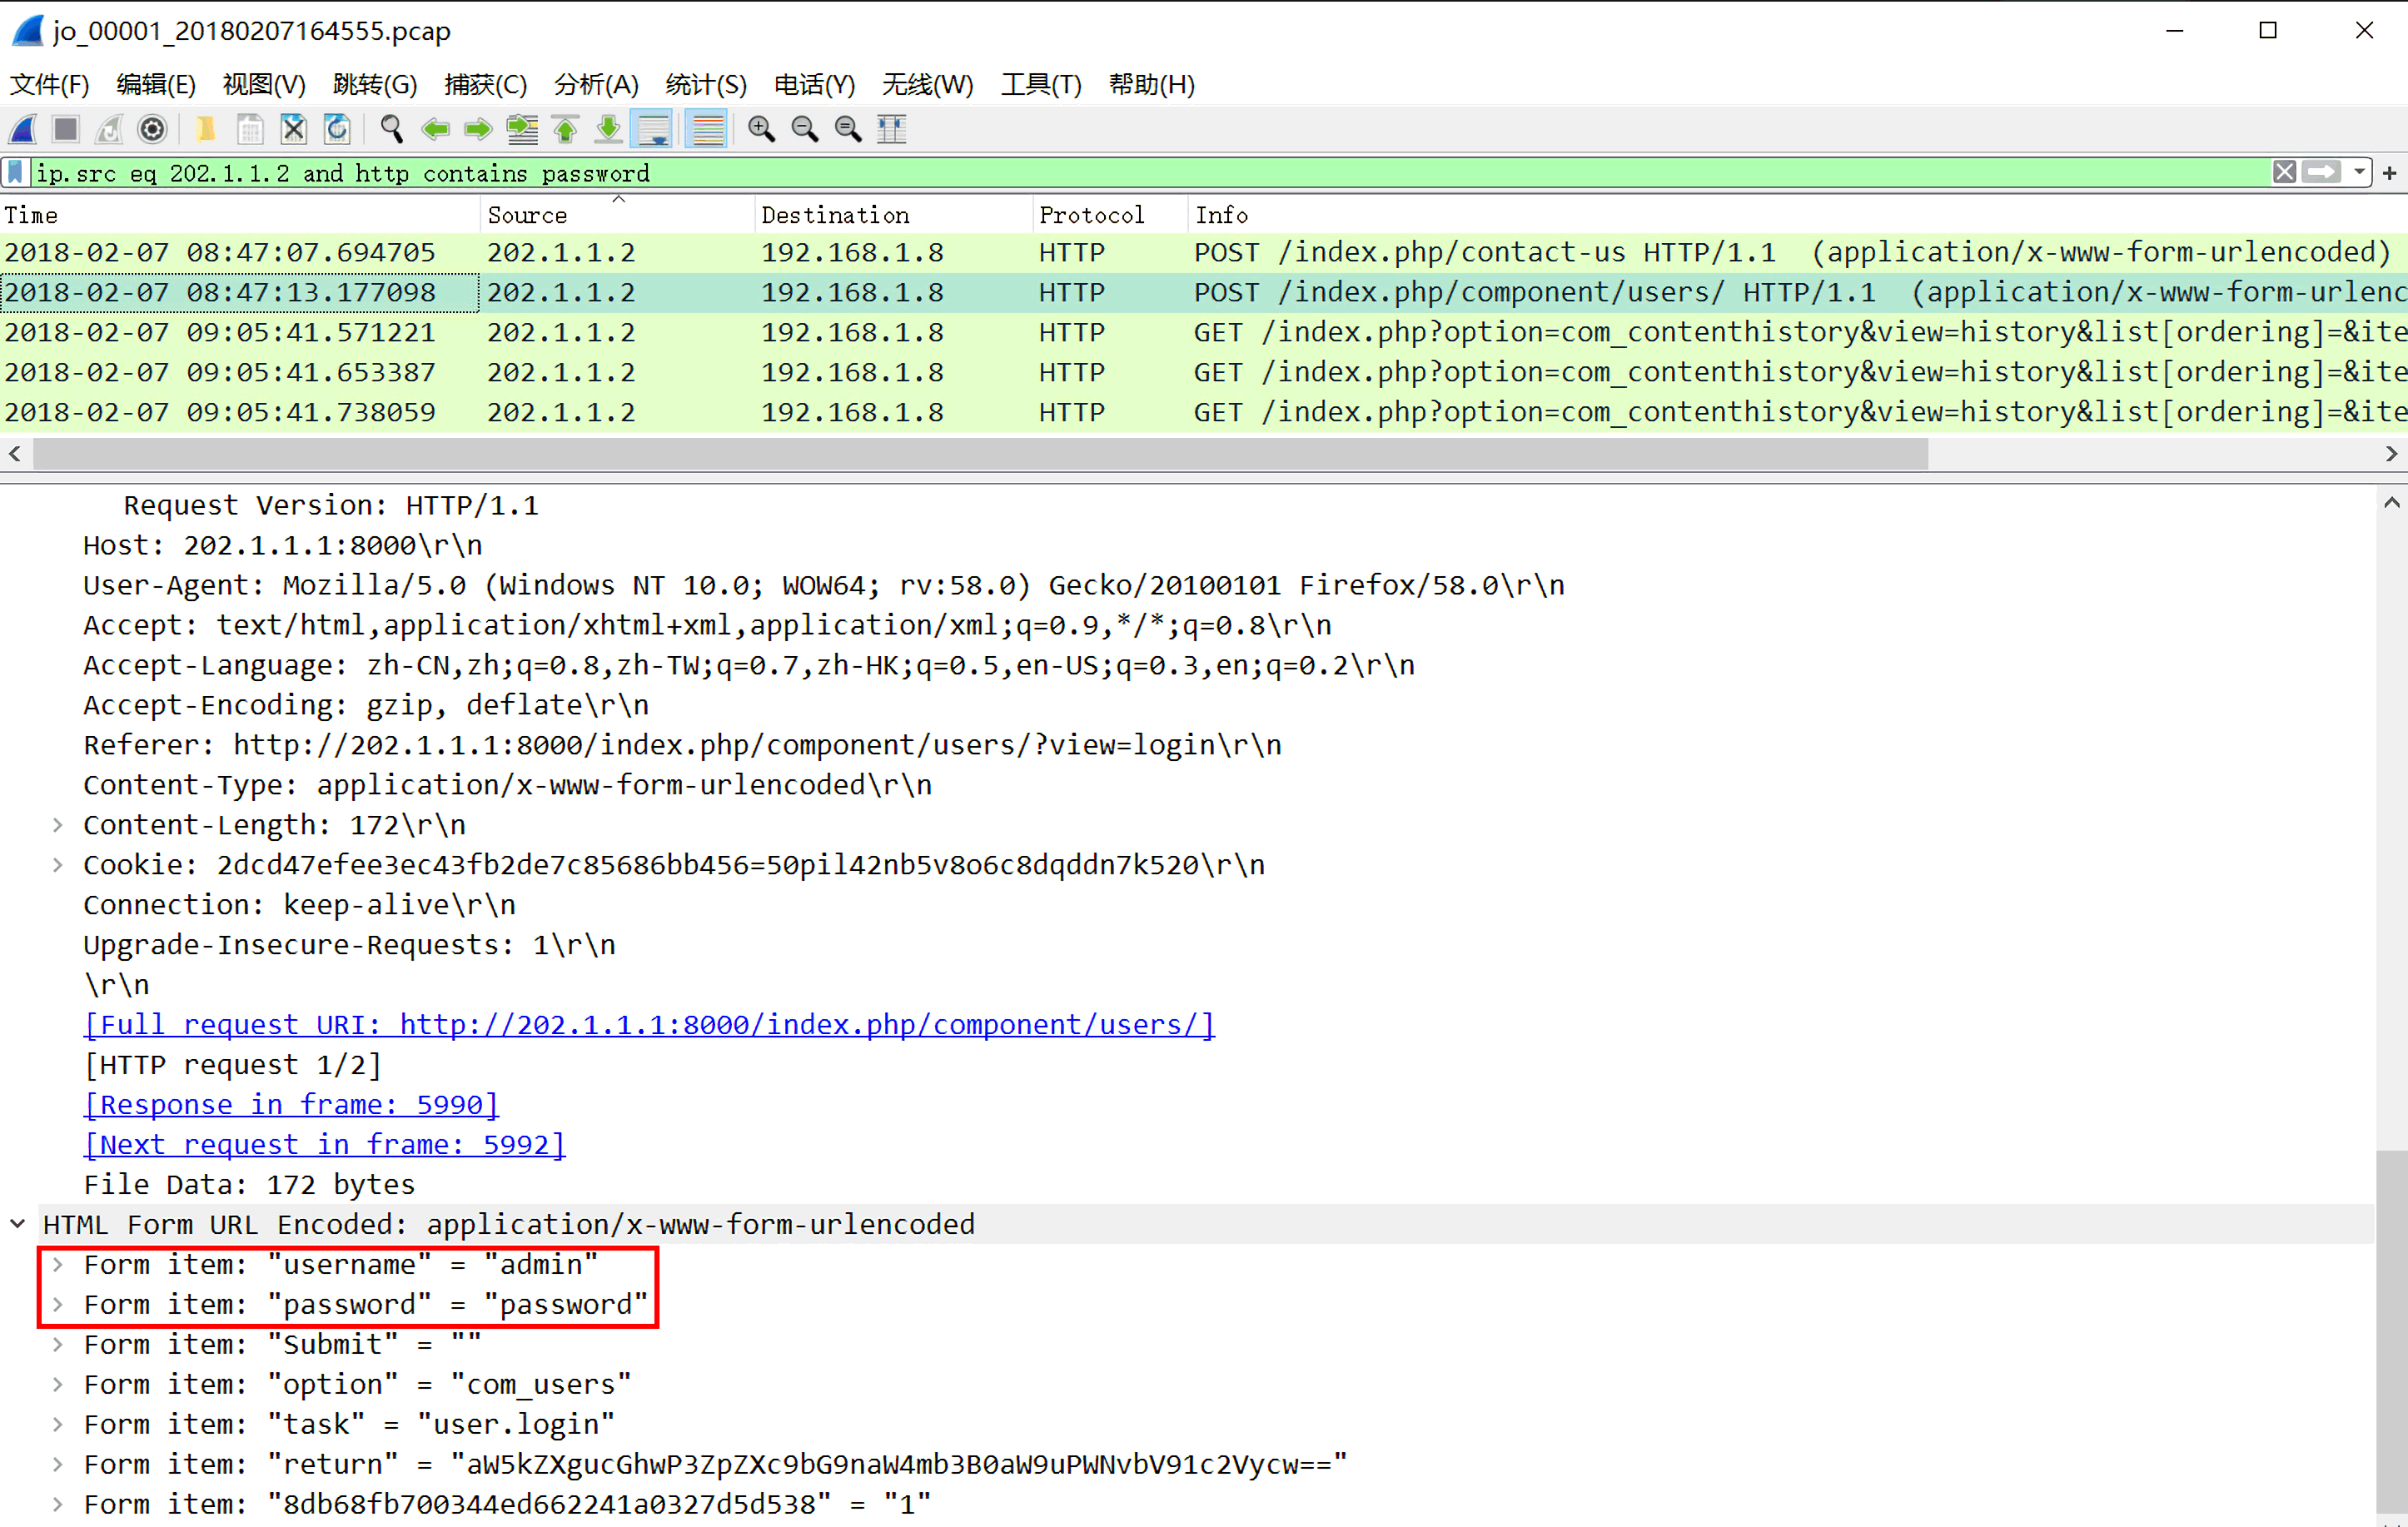 jo_00001_20180207164555.pcap
文件(F) 编辑(E) 视图(V) 跳转(G) 捕获(C) 分析(A) 统计(S) 电话(Y) 无线(W) 工具(T) 帮助(H)
ip.src eq 202.1.1.2 and http contains password
Time Source Destination Protocol Info
2018-02-07 08:47:07.694705 202.1.1.2 192.168.1.8 HTTP POST /index.php/contact-us HTTP/1.1 (application/x-www-form-urlencoded)
2018-02-07 08:47:13.177098 202.1.1.2 192.168.1.8 HTTP POST /index.php/component/users/ HTTP/1.1 (application/x-www-form-urlenc
2018-02-07 09:05:41.571221 202.1.1.2 192.168.1.8 HTTP GET /index.php?option=com_contenthistory&view=history&list[ordering]=&ite
2018-02-07 09:05:41.653387 202.1.1.2 192.168.1.8 HTTP GET /index.php?option=com_contenthistory&view=history&list[ordering]=&ite
2018-02-07 09:05:41.738059 202.1.1.2 192.168.1.8 HTTP GET /index.php?option=com_contenthistory&view=history&list[ordering]=&ite
Request Version: HTTP/1.1
Host: 202.1.1.1:8000\r\n
User-Agent: Mozilla/5.0 (Windows NT 10.0; WOW64; rv:58.0) Gecko/20100101 Firefox/58.0\r\n
Accept: text/html,application/xhtml+xml,application/xml;q=0.9,*/*;q=0.8\r\n
Accept-Language: zh-CN,zh;q=0.8,zh-TW;q=0.7,zh-HK;q=0.5,en-US;q=0.3,en;q=0.2\r\n
Accept-Encoding: gzip, deflate\r\n
Referer: http://202.1.1.1:8000/index.php/component/users/?view=login\r\n
Content-Type: application/x-www-form-urlencoded\r\n
Content-Length: 172\r\n
Cookie: 2dcd47efee3ec43fb2de7c85686bb456=50pil42nb5v8o6c8dqddn7k520\r\n
Connection: keep-alive\r\n
Upgrade-Insecure-Requests: 1\r\n
\r\n
[Full request URI: http://202.1.1.1:8000/index.php/component/users/]
[HTTP request 1/2]
[Response in frame: 5990]
[Next request in frame: 5992]
File Data: 172 bytes
HTML Form URL Encoded: application/x-www-form-urlencoded
Form item: "username" = "admin"
Form item: "password" = "password"
Form item: "Submit" = ""
Form item: "option" = "com_users"
Form item: "task" = "user.login"
Form item: "return" = "aW5kZXgucGhwP3ZpZXc9bG9naW4mb3B0aW9uPWNvbV91c2Vycw=="
Form item: "8db68fb700344ed662241a0327d5d538" = "1"